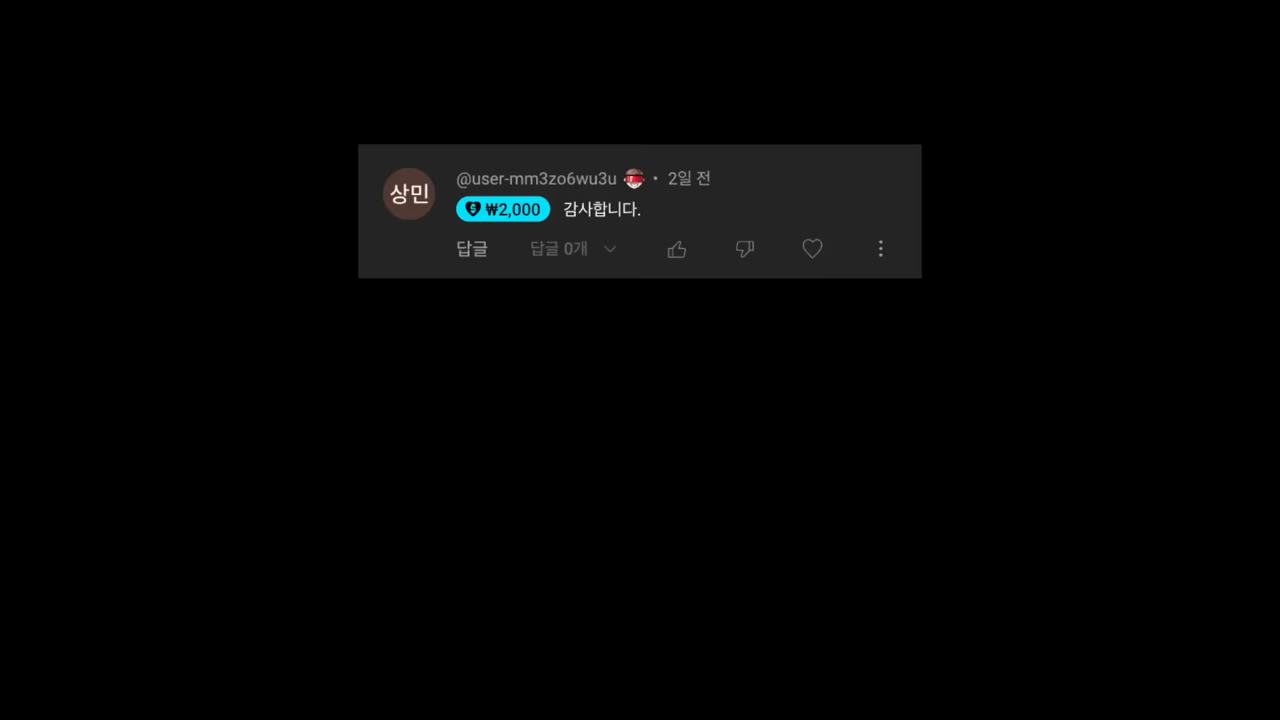 상민
@user-mm3zo6wu3u • 2일 전
₩2,000 감사합니다.
답글 답글 0개